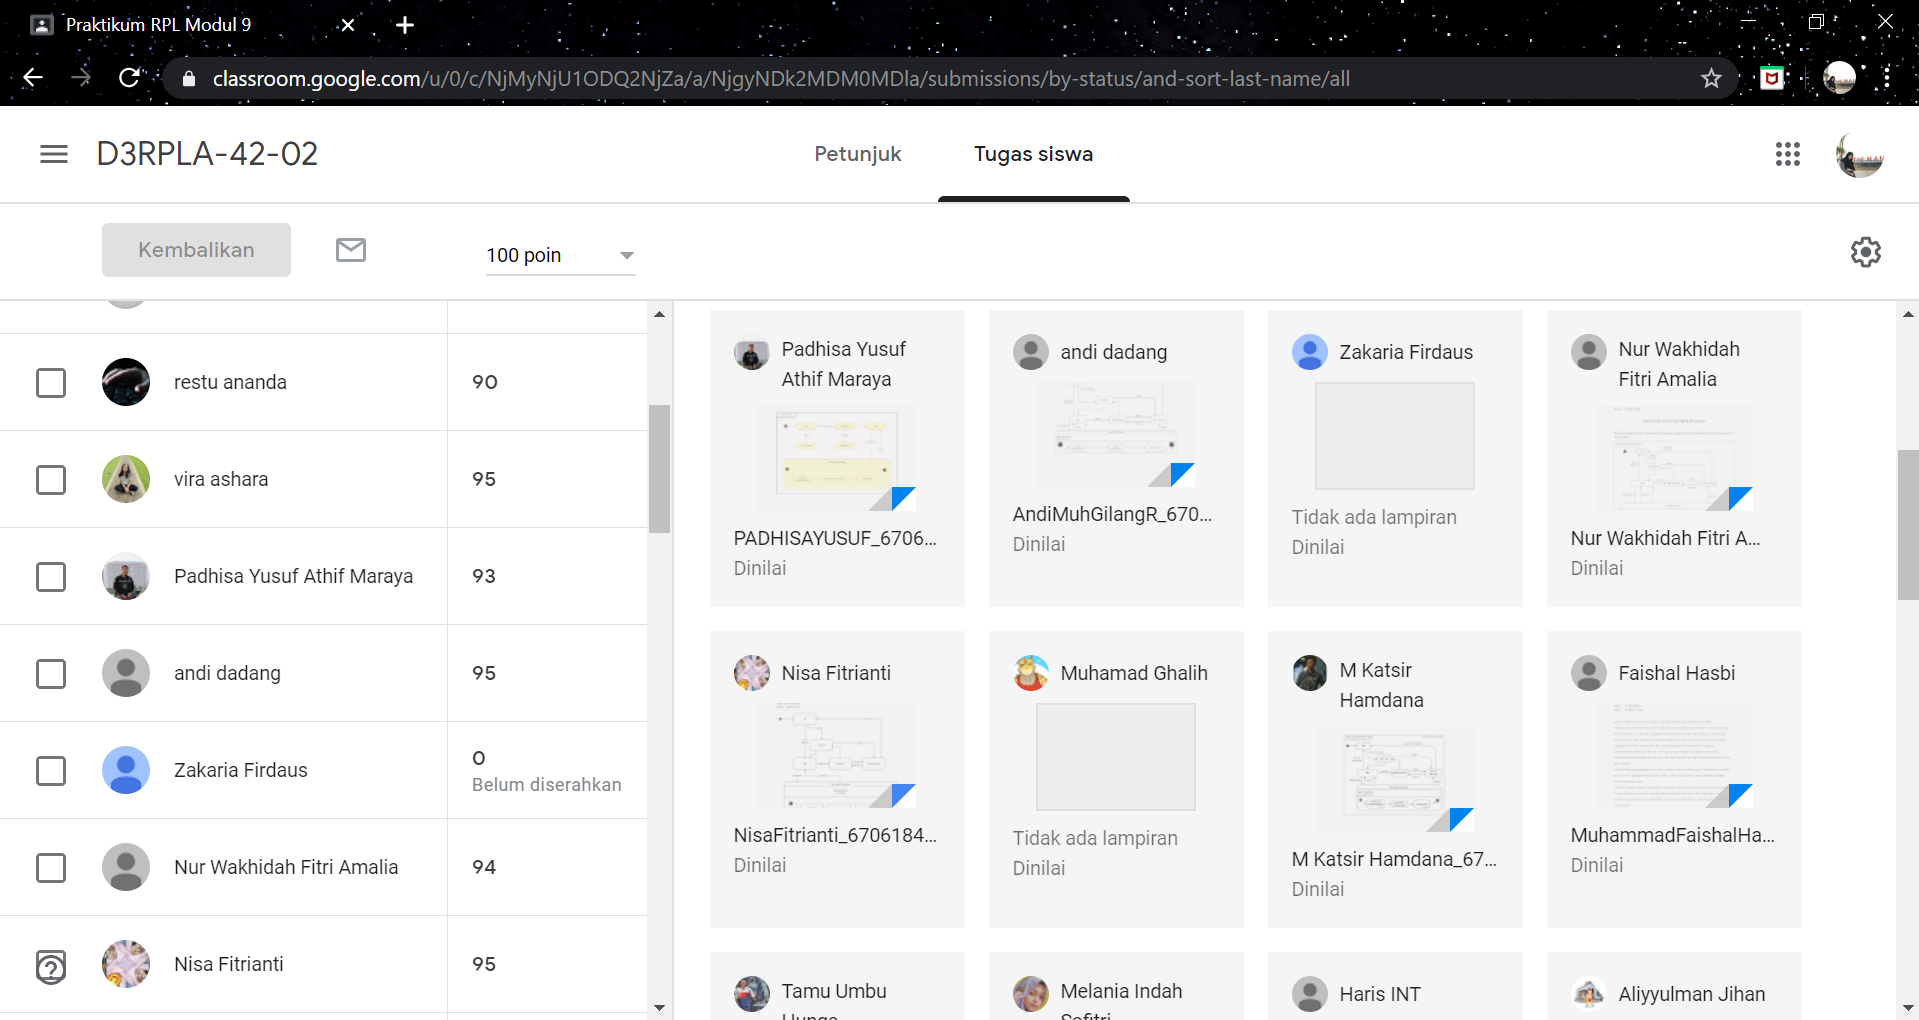 Praktikum RPL Modul 9
classroom.google.com/u/0/c/NjMyNjU1ODQ2NjZa/a/NjgyNDk2MDM0MDla/submissions/by-status/and-sort-last-name/all
D3RPLA-42-02
Petunjuk
Tugas siswa
Kembalikan
100 poin
restu ananda
90
vira ashara
95
Padhisa Yusuf Athif Maraya
93
andi dadang
95
Zakaria Firdaus
0
Belum diserahkan
Nur Wakhidah Fitri Amalia
94
Nisa Fitrianti
95
Padhisa Yusuf
Athif Maraya
PADHISAYUSUF_6706...
Dinilai
andi dadang
AndiMuhGilangR_670...
Dinilai
Zakaria Firdaus
Tidak ada lampiran
Dinilai
Nur Wakhidah
Fitri Amalia
Nur Wakhidah Fitri A...
Dinilai
Nisa Fitrianti
NisaFitrianti_6706184...
Dinilai
Muhamad Ghalih
Tidak ada lampiran
Dinilai
M Katsir
Hamdana
M Katsir Hamdana_67...
Dinilai
Faishal Hasbi
MuhammadFaishalHa...
Dinilai
Tamu Umbu
Melania Indah
Safitri
Haris INT
Aliyyulman Jihan